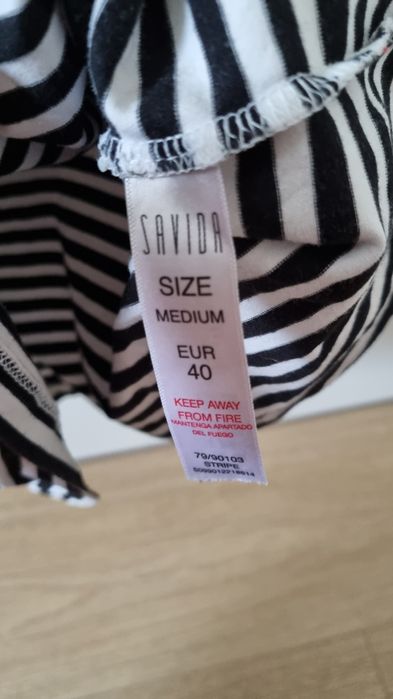 SAVIDA
SIZE
MEDIUM
EUR
40
KEEP AWAY
FROM FIRE
MANTENGA APARTADO
DEL FUEGO
79/90103
STRIPE